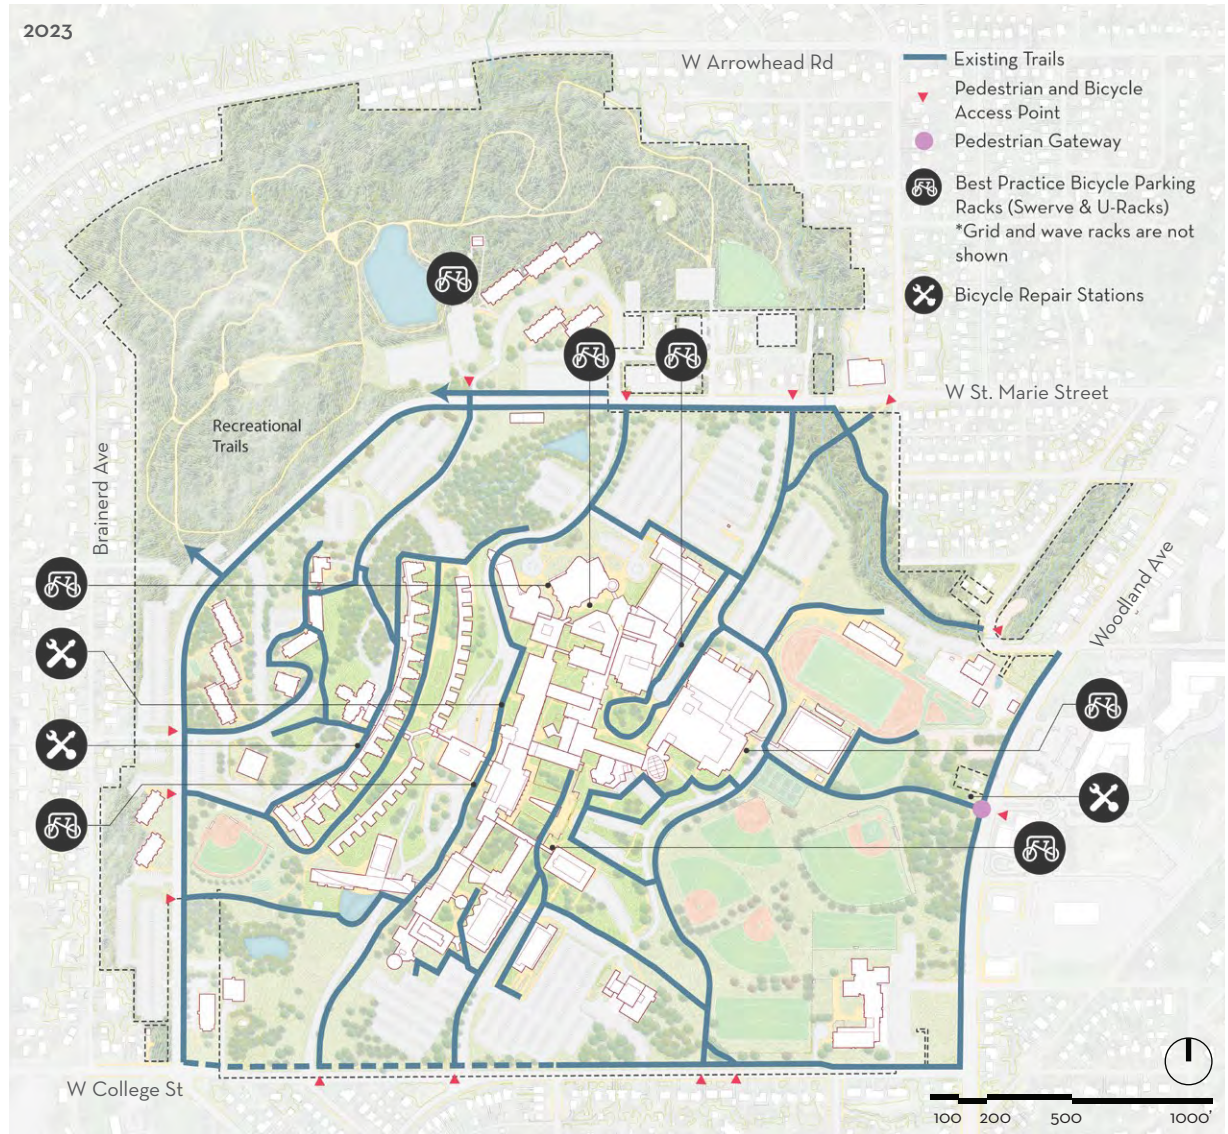 2023
W Arrowhead Rd
Existing Trails
Pedestrian and Bicycle
Access Point
Pedestrian Gateway
Best Practice Bicycle Parking
Racks (Swerve & U-Racks)
*Grid and wave racks are not
shown
Bicycle Repair Stations
W St. Marie Street
Recreational
Trails
Brainerd Ave
Woodland Ave
W College St
100 200 500 1000'